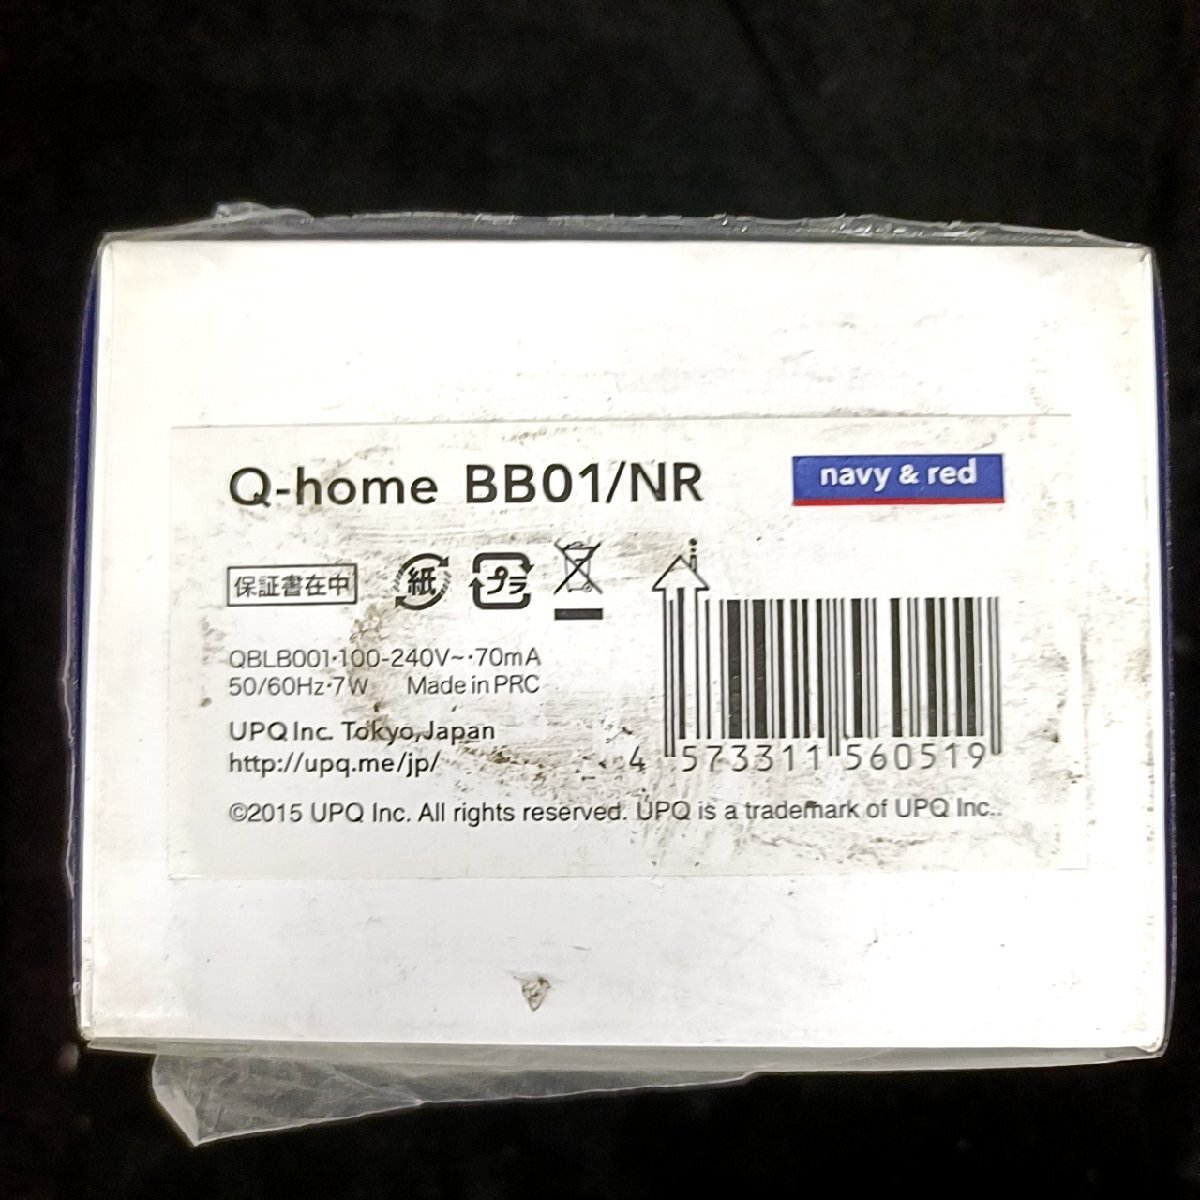 Q-home BB01/NR
navy & red
保証書在中
紙
プラ
QBLB001·100-240V~·70mA
50/60Hz·7W Made in PRC
UPQ Inc. Tokyo,Japan
http://upq.me/jp/
4 573311 560519
©2015 UPQ Inc. All rights reserved. UPQ is a trademark of UPQ Inc..